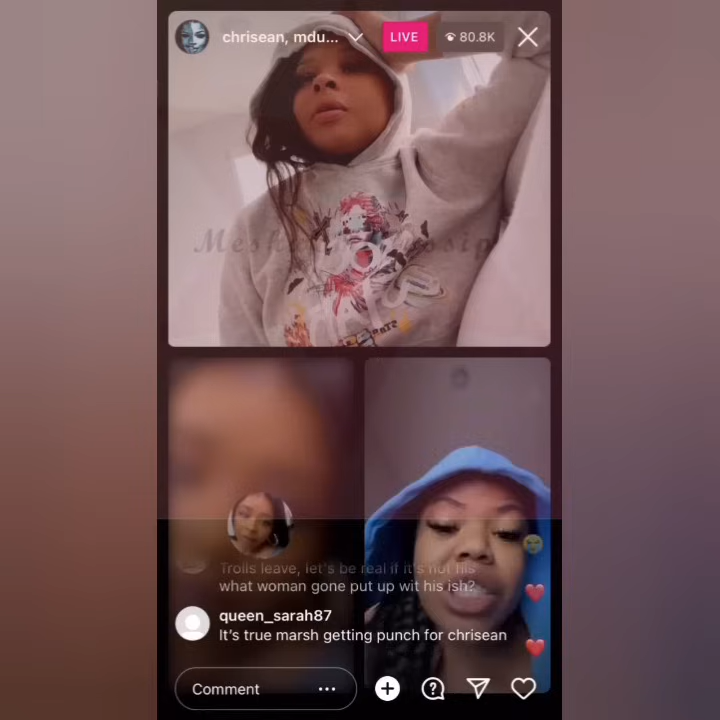 chrisean, mdu...
LIVE
80.8K
Trolls leave, let's be real if it's not his
what woman gone put up wit his ish?
queen_sarah87
It's true marsh getting punch for chrisean
Comment